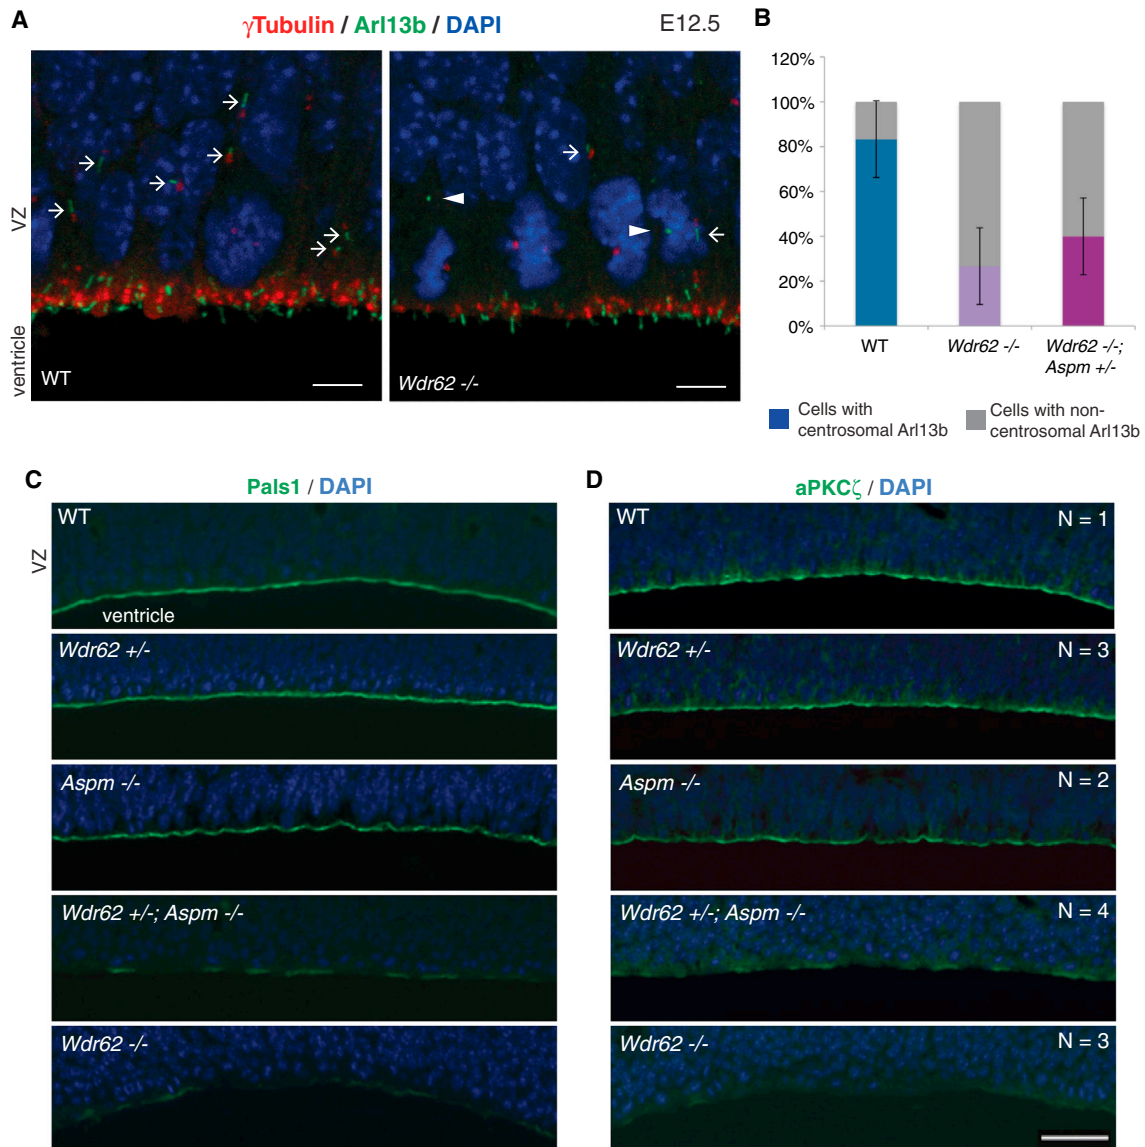 A
γTubulin / Arl13b / DAPI
E12.5
VZ
ventricle
WT
Wdr62 -/-
B
120%
100%
80%
60%
40%
20%
0%
WT
Wdr62 -/-
Wdr62 -/-;
Aspm +/-
Cells with
centrosomal Arl13b
Cells with non-
centrosomal Arl13b
C
Pals1 / DAPI
VZ
WT
ventricle
Wdr62 +/-
Aspm -/-
Wdr62 +/-; Aspm -/-
Wdr62 -/-
D
aPKCζ / DAPI
WT
N = 1
Wdr62 +/-
N = 3
Aspm -/-
N = 2
Wdr62 +/-; Aspm -/-
N = 4
Wdr62 -/-
N = 3